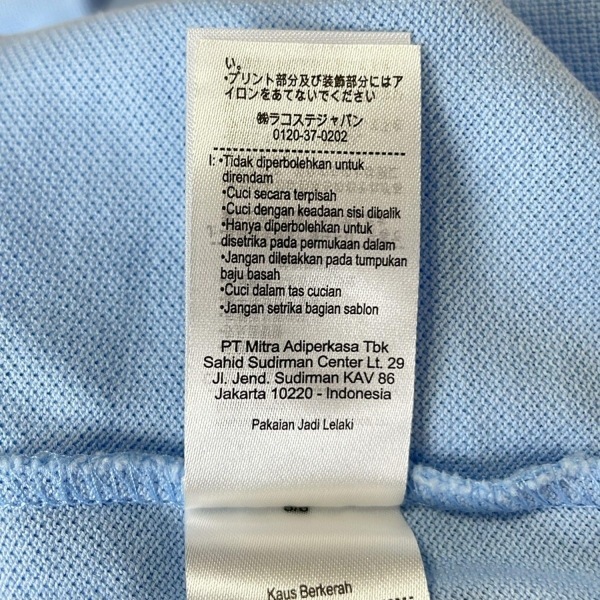 い。
•プリント部分及び装飾部分にはア
イロンをあてないでください
㈱ラコステジャパン
0120-37-0202
I: •Tidak diperbolehkan untuk
direndam
•Cuci secara terpisah
•Cuci dengan keadaan sisi dibalik
•Hanya diperbolehkan untuk
disetrika pada permukaan dalam
•Jangan diletakkan pada tumpukan
baju basah
•Cuci dalam tas cucian
•Jangan setrika bagian sablon
PT Mitra Adiperkasa Tbk
Sahid Sudirman Center Lt. 29
Jl. Jend. Sudirman KAV 86
Jakarta 10220 - Indonesia
Pakaian Jadi Lelaki
Kaus Berkerah